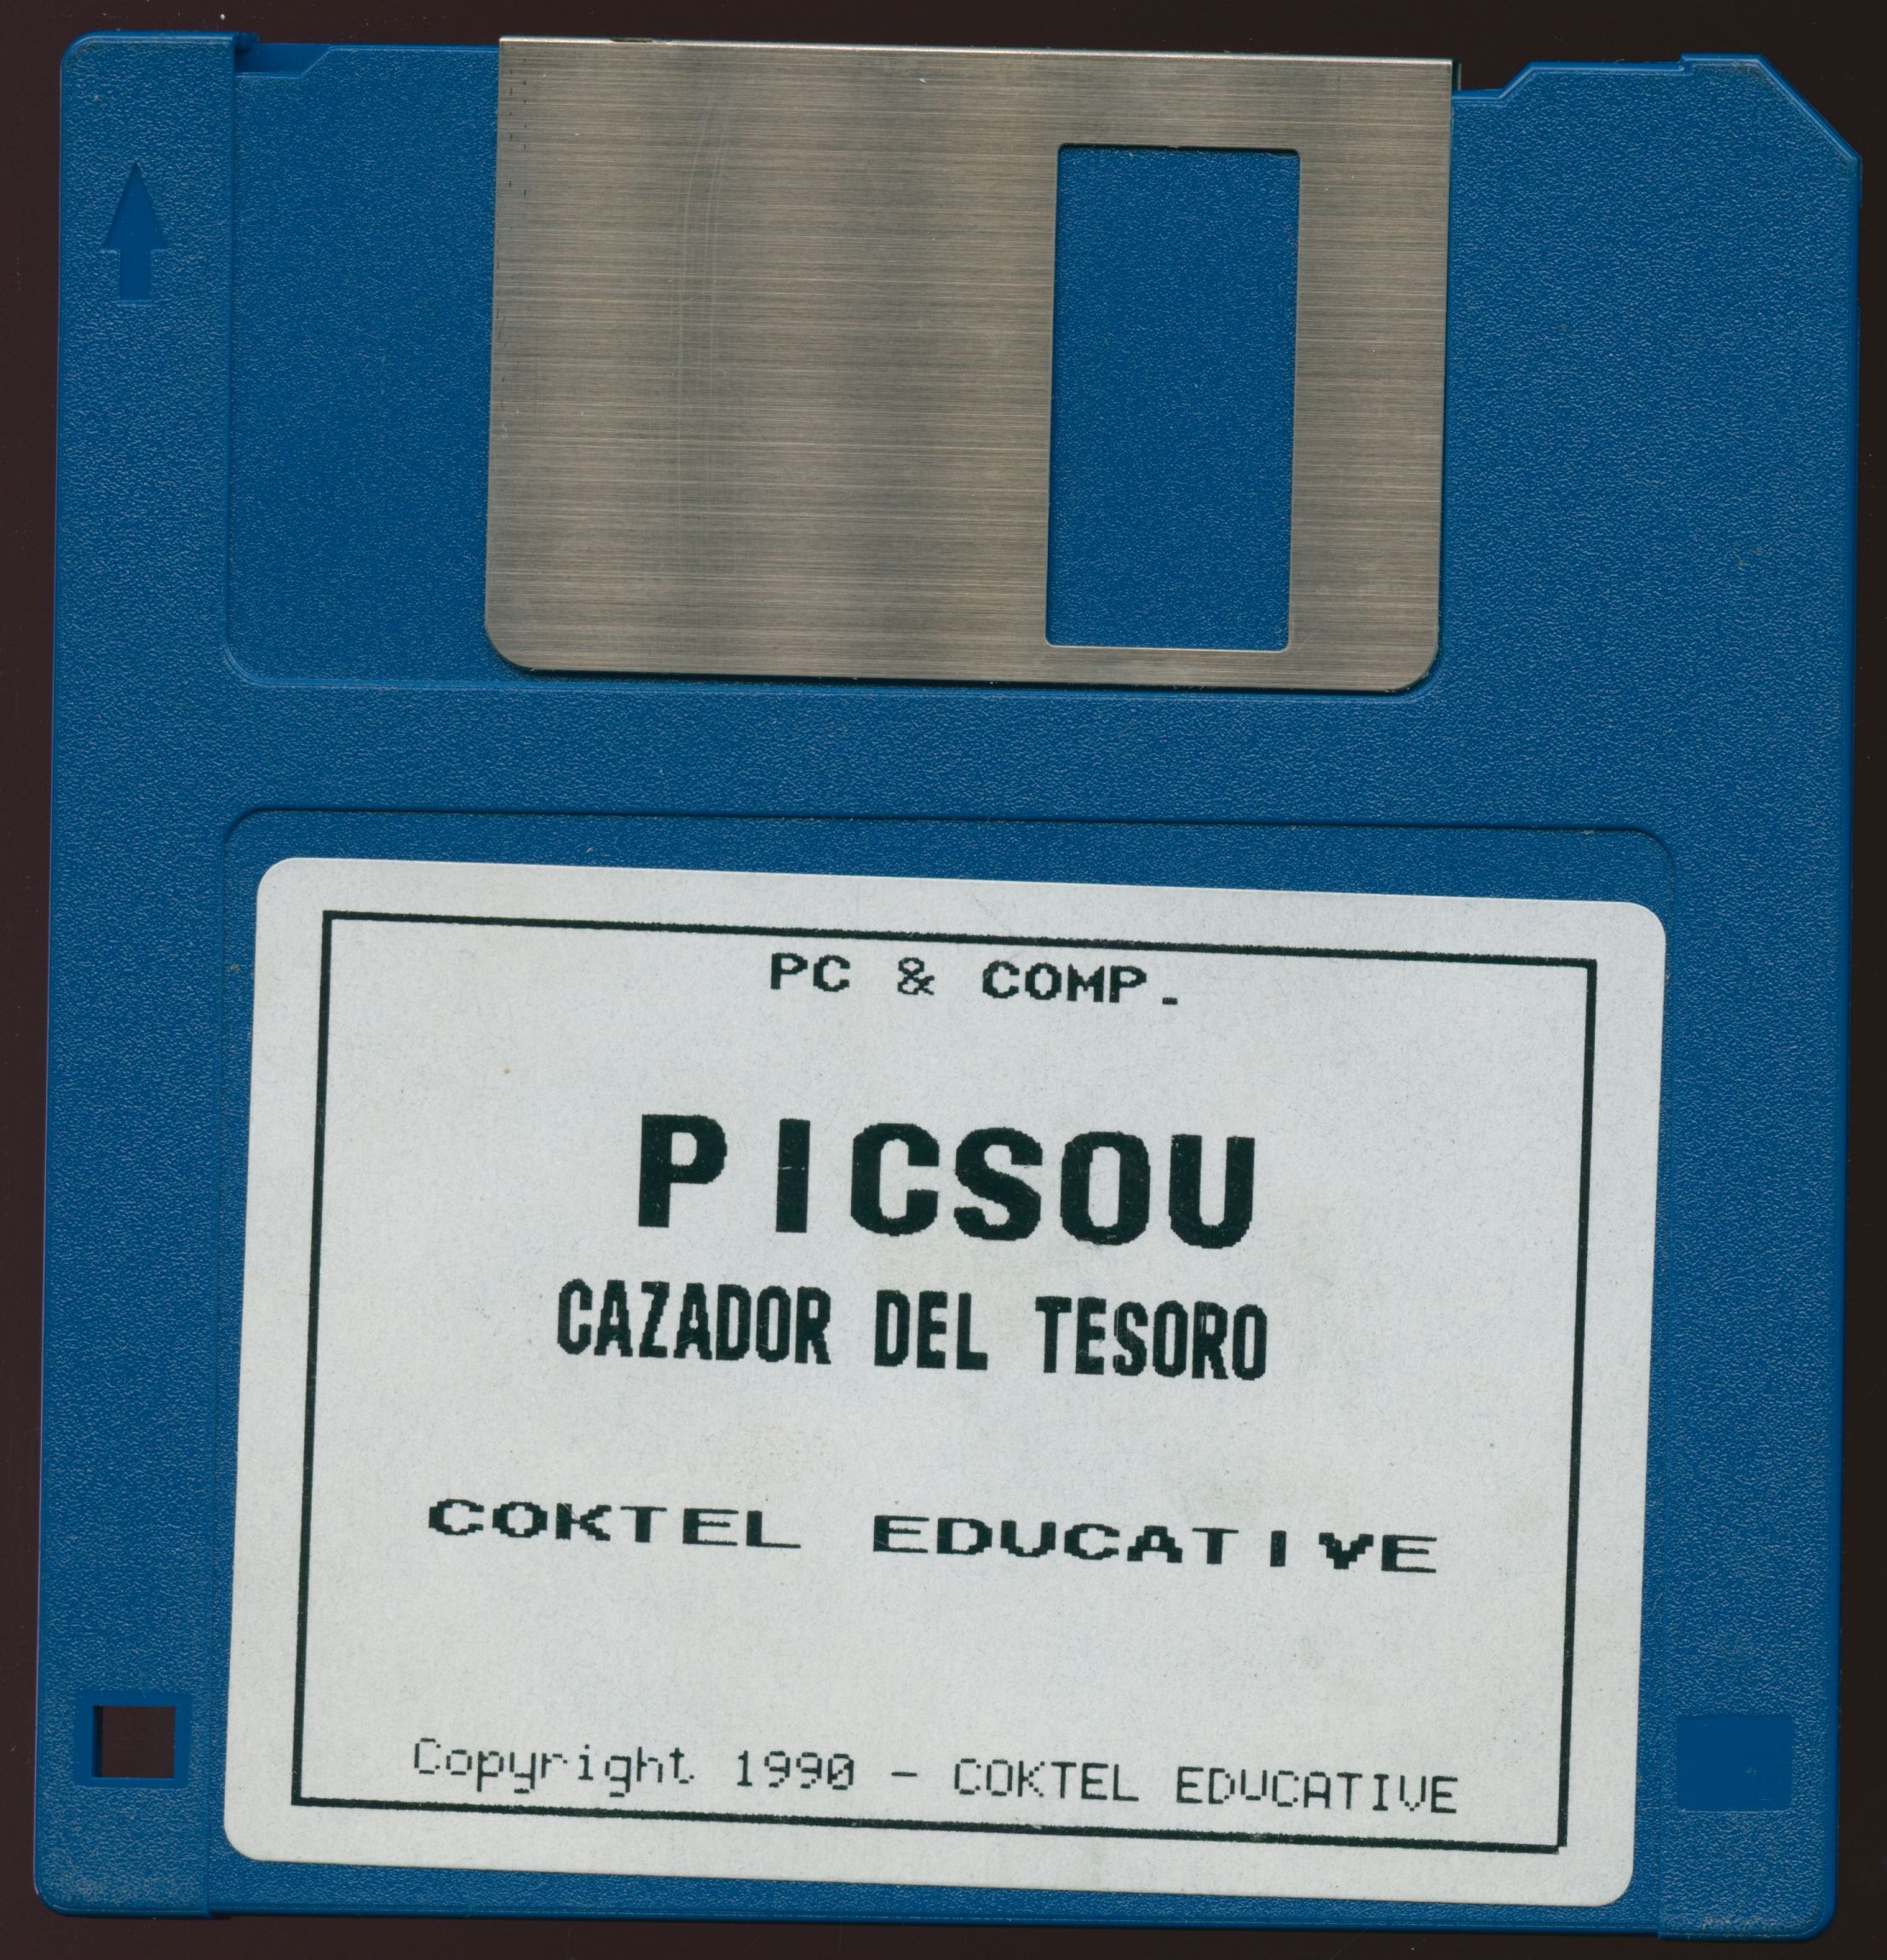 PC & COMP.
PICSOU
CAZADOR DEL TESORO
COKTEL EDUCATIVE
Copyright 1990 - COKTEL EDUCATIVE